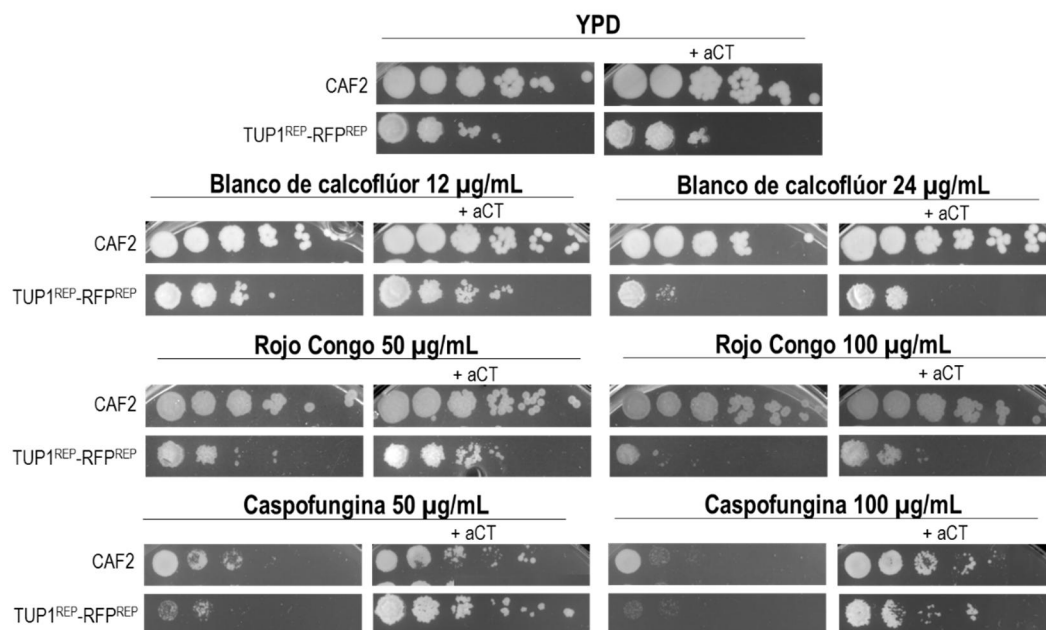 YPD
+ aCT
CAF2
TUP1ᴿᴱᴾ-RFPᴿᴱᴾ
Blanco de calcoflúor 12 µg/mL Blanco de calcoflúor 24 µg/mL
+ aCT + aCT
CAF2
TUP1ᴿᴱᴾ-RFPᴿᴱᴾ
Rojo Congo 50 µg/mL Rojo Congo 100 µg/mL
+ aCT + aCT
CAF2
TUP1ᴿᴱᴾ-RFPᴿᴱᴾ
Caspofungina 50 µg/mL Caspofungina 100 µg/mL
+ aCT + aCT
CAF2
TUP1ᴿᴱᴾ-RFPᴿᴱᴾ